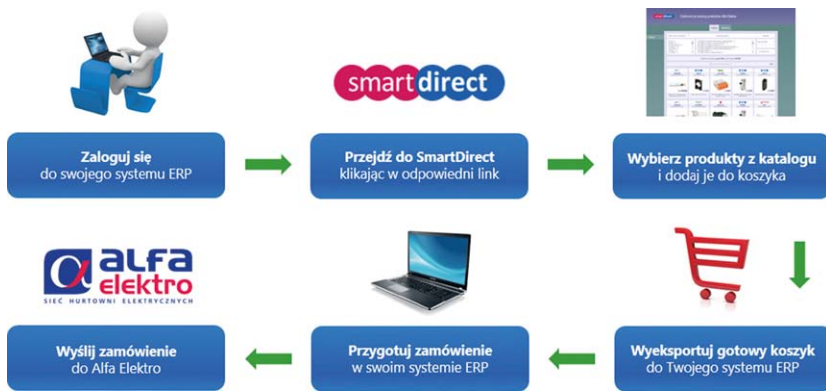 smartdirect
Zaloguj się
do swojego systemu ERP
Przejdź do SmartDirect
klikając w odpowiedni link
Wybierz produkty z katalogu
i dodaj je do koszyka
α alfa
elektro
SIEĆ HURTOWNI ELEKTRYCZNYCH
Wyślij zamówienie
do Alfa Elektro
Przygotuj zamówienie
w swoim systemie ERP
Wyeksportuj gotowy koszyk
do Twojego systemu ERP